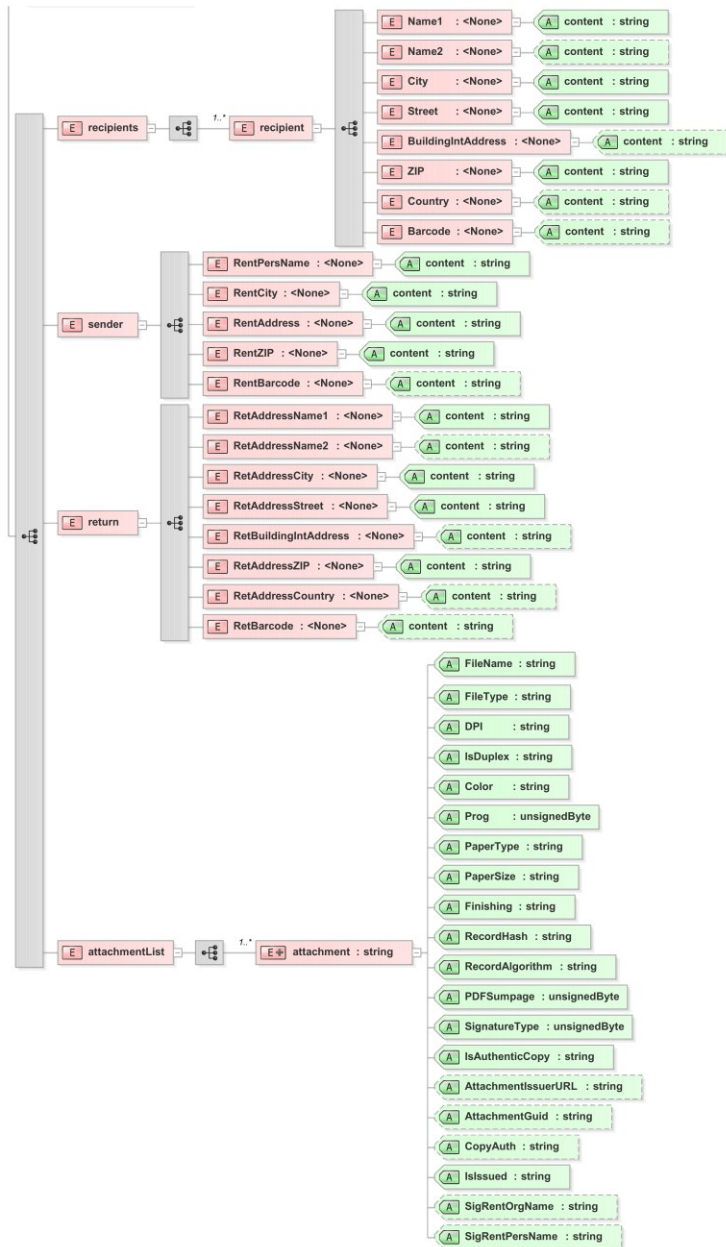 E Name1 : <None> A content : string
E Name2 : <None> A content : string
E City : <None> A content : string
E Street : <None> A content : string
E BuildingIntAddress : <None> A content : string
E ZIP : <None> A content : string
E Country : <None> A content : string
E Barcode : <None> A content : string
E recipients 1..* E recipient
E RentPersName : <None> A content : string
E RentCity : <None> A content : string
E RentAddress : <None> A content : string
E RentZIP : <None> A content : string
E RentBarcode : <None> A content : string
E sender
E RetAddressName1 : <None> A content : string
E RetAddressName2 : <None> A content : string
E RetAddressCity : <None> A content : string
E RetAddressStreet : <None> A content : string
E RetBuildingIntAddress : <None> A content : string
E RetAddressZIP : <None> A content : string
E RetAddressCountry : <None> A content : string
E RetBarcode : <None> A content : string
E return
A FileName : string
A FileType : string
A DPI : string
A IsDuplex : string
A Color : string
A Prog : unsignedByte
A PaperType : string
A PaperSize : string
A Finishing : string
A RecordHash : string
A RecordAlgorithm : string
A PDFSumpage : unsignedByte
A SignatureType : unsignedByte
A IsAuthenticCopy : string
A AttachmentIssuerURL : string
A AttachmentGuid : string
A CopyAuth : string
A IsIssued : string
A SigRentOrgName : string
A SigRentPersName : string
E attachmentList 1..* E attachment : string